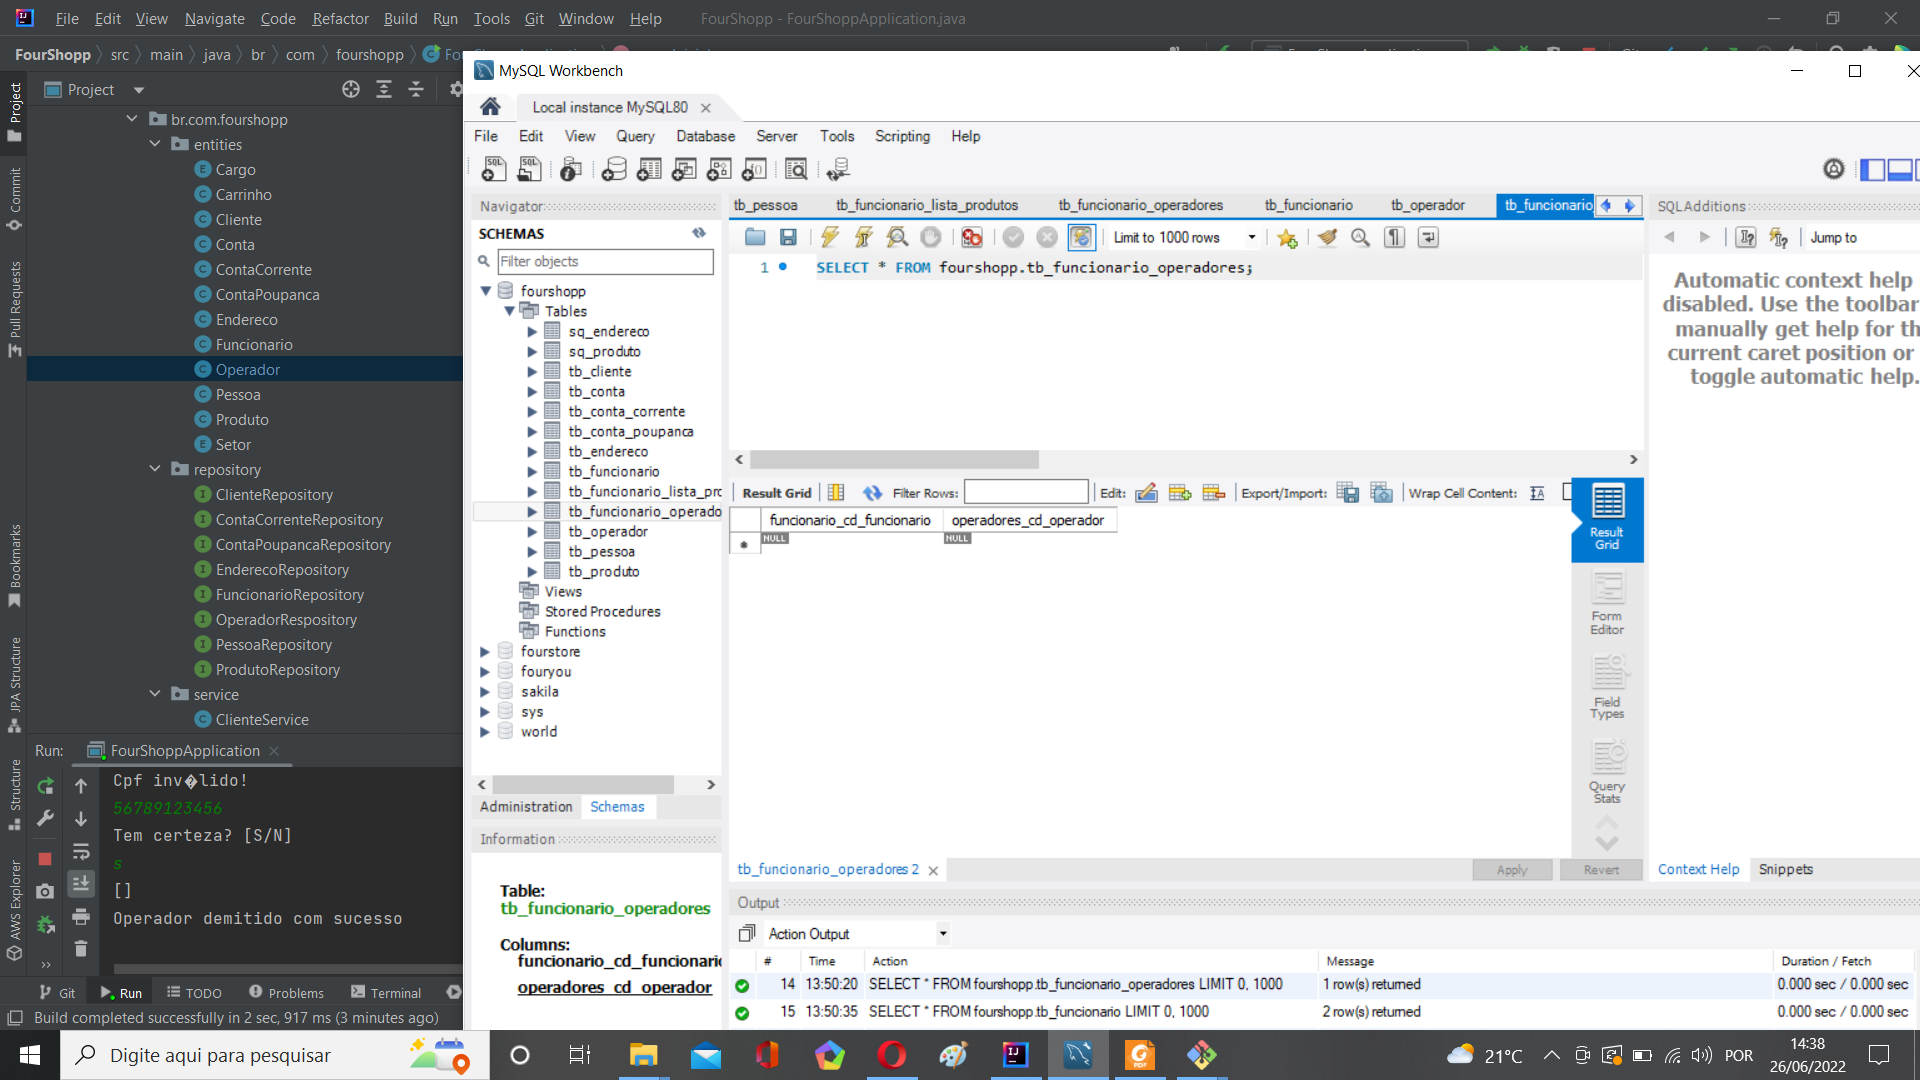 File Edit View Navigate Code Refactor Build Run Tools Git Window Help FourShopp - FourShoppApplication.java
FourShopp src main java br com fourshopp
Project
Project
Commit
Pull Requests
Bookmarks
JPA Structure
Structure
AWS Explorer
br.com.fourshopp
entities
Cargo
Carrinho
Cliente
Conta
ContaCorrente
ContaPoupanca
Endereco
Funcionario
Operador
Pessoa
Produto
Setor
repository
ClienteRepository
ContaCorrenteRepository
ContaPoupancaRepository
EnderecoRepository
FuncionarioRepository
OperadorRespository
PessoaRepository
ProdutoRepository
service
ClienteService
Run: FourShoppApplication
Cpf inv�lido!
56789123456
Tem certeza? [S/N]
s
[]
Operador demitido com sucesso
Git Run TODO Problems Terminal
Build completed successfully in 2 sec, 917 ms (3 minutes ago)
MySQL Workbench
Local instance MySQL80
File Edit View Query Database Server Tools Scripting Help
Navigator
SCHEMAS
Filter objects
fourshopp
Tables
sq_endereco
sq_produto
tb_cliente
tb_conta
tb_conta_corrente
tb_conta_poupanca
tb_endereco
tb_funcionario
tb_funcionario_lista_pro
tb_funcionario_operado
tb_operador
tb_pessoa
tb_produto
Views
Stored Procedures
Functions
fourstore
fouryou
sakila
sys
world
Administration Schemas
Information
Table:
tb_funcionario_operadores
Columns:
funcionario_cd_funcionario
operadores_cd_operador
tb_pessoa tb_funcionario_lista_produtos tb_funcionario_operadores tb_funcionario tb_operador tb_funcionario
Limit to 1000 rows
1 SELECT * FROM fourshopp.tb_funcionario_operadores;
Result Grid Filter Rows: Edit: Export/Import: Wrap Cell Content:
funcionario_cd_funcionario operadores_cd_operador
NULL NULL
Result
Grid
Form
Editor
Field
Types
Query
Stats
tb_funcionario_operadores 2 Apply Revert
SQLAdditions
Jump to
Automatic context help
disabled. Use the toolbar
manually get help for th
current caret position or
toggle automatic help.
Context Help Snippets
Output
Action Output
# Time Action Message Duration / Fetch
14 13:50:20 SELECT * FROM fourshopp.tb_funcionario_operadores LIMIT 0, 1000 1 row(s) returned 0.000 sec / 0.000 sec
15 13:50:35 SELECT * FROM fourshopp.tb_funcionario LIMIT 0, 1000 2 row(s) returned 0.000 sec / 0.000 sec
Digite aqui para pesquisar
21°C POR 14:38
26/06/2022